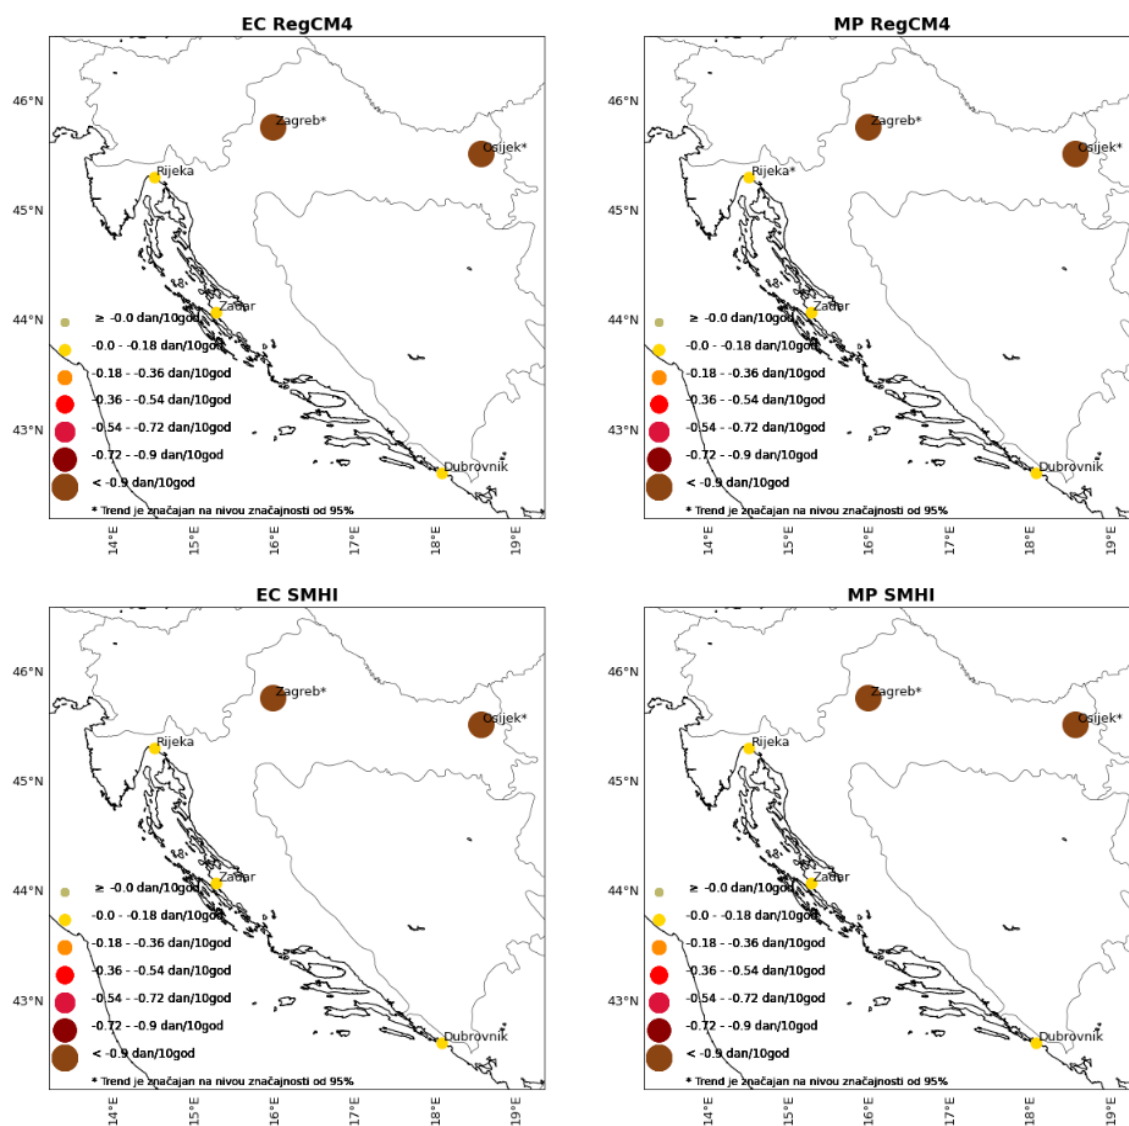 EC RegCM4
46°N
45°N
44°N
43°N
Zagreb*
Osijek*
Rijeka
Zadar
Dubrovnik
≥ -0.0 dan/10god
-0.0 - -0.18 dan/10god
-0.18 - -0.36 dan/10god
-0.36 - -0.54 dan/10god
-0.54 - -0.72 dan/10god
-0.72 - -0.9 dan/10god
< -0.9 dan/10god
* Trend je značajan na nivou značajnosti od 95%
14°E
15°E
16°E
17°E
18°E
19°E
MP RegCM4
46°N
45°N
44°N
43°N
Zagreb*
Osijek*
Rijeka*
Zadar
Dubrovnik
≥ -0.0 dan/10god
-0.0 - -0.18 dan/10god
-0.18 - -0.36 dan/10god
-0.36 - -0.54 dan/10god
-0.54 - -0.72 dan/10god
-0.72 - -0.9 dan/10god
< -0.9 dan/10god
* Trend je značajan na nivou značajnosti od 95%
14°E
15°E
16°E
17°E
18°E
19°E
EC SMHI
46°N
45°N
44°N
43°N
Zagreb*
Osijek*
Rijeka
Zadar
Dubrovnik
≥ -0.0 dan/10god
-0.0 - -0.18 dan/10god
-0.18 - -0.36 dan/10god
-0.36 - -0.54 dan/10god
-0.54 - -0.72 dan/10god
-0.72 - -0.9 dan/10god
< -0.9 dan/10god
* Trend je značajan na nivou značajnosti od 95%
14°E
15°E
16°E
17°E
18°E
19°E
MP SMHI
46°N
45°N
44°N
43°N
Zagreb*
Osijek*
Rijeka
Zadar
Dubrovnik
≥ -0.0 dan/10god
-0.0 - -0.18 dan/10god
-0.18 - -0.36 dan/10god
-0.36 - -0.54 dan/10god
-0.54 - -0.72 dan/10god
-0.72 - -0.9 dan/10god
< -0.9 dan/10god
* Trend je značajan na nivou značajnosti od 95%
14°E
15°E
16°E
17°E
18°E
19°E